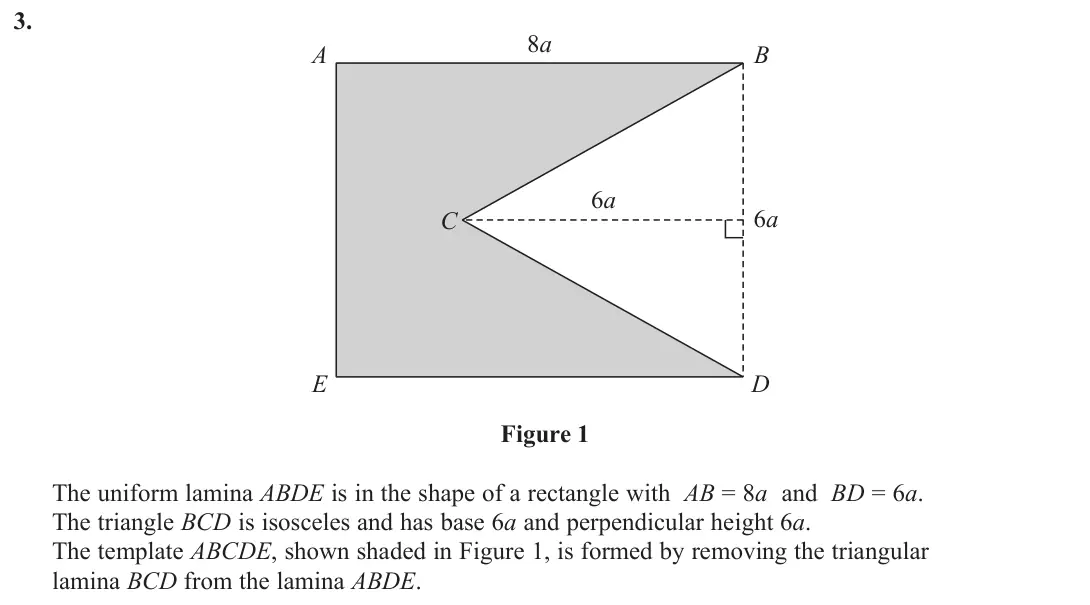 3.
8a
A
B
6a
C
6a
E
D
Figure 1
The uniform lamina ABDE is in the shape of a rectangle with AB = 8a and BD = 6a.
The triangle BCD is isosceles and has base 6a and perpendicular height 6a.
The template ABCDE, shown shaded in Figure 1, is formed by removing the triangular
lamina BCD from the lamina ABDE.